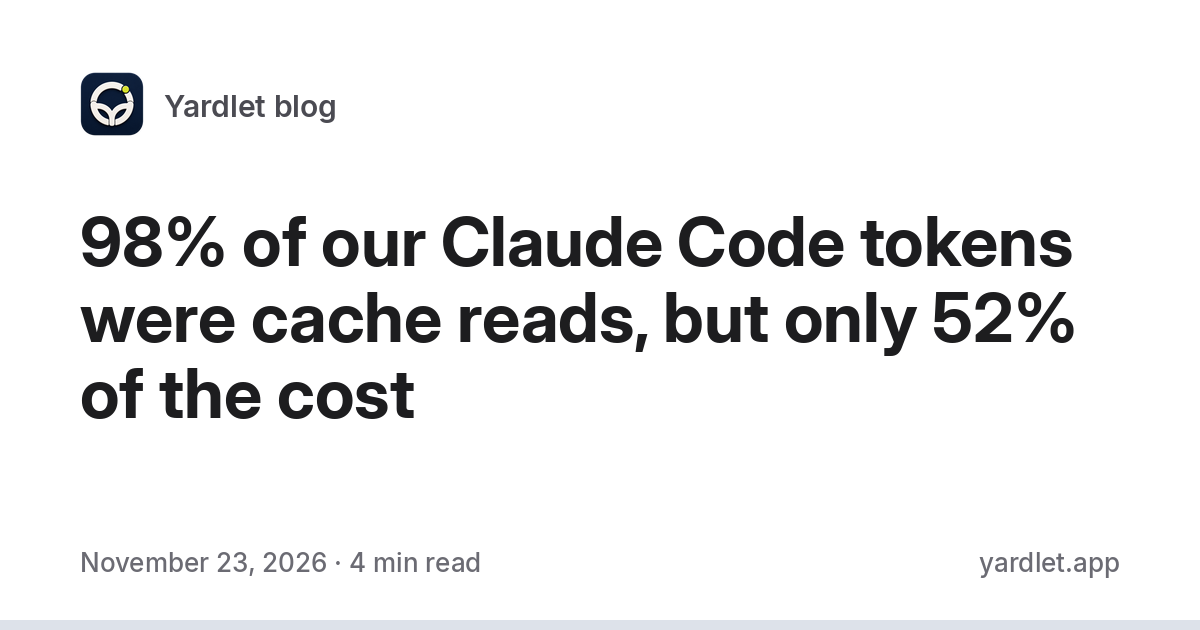 Yardlet blog
98% of our Claude Code tokens
were cache reads, but only 52%
of the cost
November 23, 2026 · 4 min read
yardlet.app